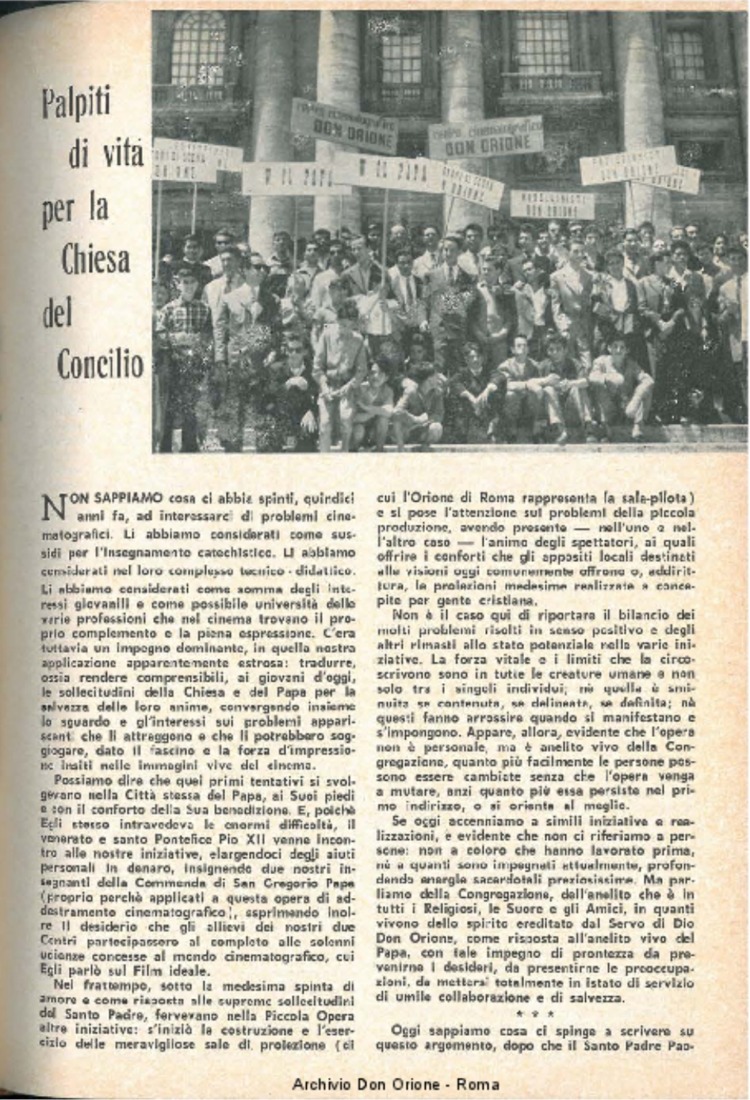 Palpiti
di vita
per la
Chiesa
del
Concilio
CENTRO CINEMATOGRAFICO
DON ORIONE
CENTRO CINEMATOGRAFICO
DON ORIONE
W IL PAPA
W IL PAPA
DON ORIONE
DON ORIONE
NON SAPPIAMO cosa ci abbia spinti, quindici
anni fa, ad interessarci di problemi cine-
matografici. Li abbiamo considerati come sus-
sidi per l'Insegnamento catechistico. Li abbiamo
considerati nel loro complesso tecnico - didattico.
Li abbiamo considerati come somma degli inte-
ressi giovanili e come possibile università delle
varie professioni che nel cinema trovano il pro-
prio complemento e la piena espressione. C'era
tuttavia un impegno dominante, in quella nostra
applicazione apparentemente estrosa: tradurre,
ossia rendere comprensibili, ai giovani d'oggi,
le sollecitudini della Chiesa e del Papa per la
salvezza delle loro anime, convergendo insieme
lo sguardo e gl'interessi sui problemi appari-
scenti che li attraggono e che li potrebbero sog-
giogare, dato il fascino e la forza d'impressio-
ne insiti nelle immagini vive del cinema.
Possiamo dire che quei primi tentativi si svol-
gevano nella Città stessa del Papa, ai Suoi piedi
e con il conforto della Sua benedizione. E, poichè
Egli stesso intravedeva le enormi difficoltà, il
venerato e santo Pontefice Pio XII venne incon-
tro alle nostre iniziative, elargendoci degli aiuti
personali in denaro, insignendo due nostri in-
segnanti della Commenda di San Gregorio Papa
(proprio perchè applicati a questa opera di ad-
destramento cinematografico), esprimendo inol-
re il desiderio che gli allievi dei nostri due
Centri partecipassero al completo alle solenni
udienze concesse al mondo cinematografico, cui
Egli parlò sul Film ideale.
Nel frattempo, sotto la medesima spinta di
amore e come risposta alle supreme sollecitudini
del Santo Padre, fervevano nella Piccola Opera
altre iniziative: s'iniziò la costruzione e l'eser-
cizio delle meravigliose sale di proiezione (di
cui l'Orione di Roma rappresenta la sala-pilota)
e si pose l'attenzione sui problemi della piccola
produzione, avendo presente — nell'uno e nel-
l'altro caso — l'animo degli spettatori, ai quali
offrire i conforti che gli appositi locali destinati
alle visioni oggi comunemente offrono o, addirit-
tura, le proiezioni medesime realizzate e conce-
pite per gente cristiana.
Non è il caso qui di riportare il bilancio dei
molti problemi risolti in senso positivo e degli
altri rimasti allo stato potenziale nelle varie ini-
ziative. La forza vitale e i limiti che la circo-
scrivono sono in tutte le creature umane e non
solo tra i singoli individui; nè quella è smi-
nuita se contenuta, se delineata, se definita; nè
questi fanno arrossire quando si manifestano e
s'impongono. Appare, allora, evidente che l'opera
non è personale, ma è anelito vivo della Con-
gregazione, quanto più facilmente le persone pos-
sono essere cambiate senza che l'opera venga
a mutare, anzi quanto più essa persiste nel pri-
mo indirizzo, o si orienta al meglio.
Se oggi accenniamo a simili iniziative e rea-
lizzazioni, è evidente che non ci riferiamo a per-
sone: non a coloro che hanno lavorato prima,
nè a quanti sono impegnati attualmente, profon-
dendo energie sacerdotali preziosissime. Ma par-
liamo della Congregazione, dell'anelito che è in
tutti i Religiosi, le Suore e gli Amici, in quanti
vivono dello spirito ereditato dal Servo di Dio
Don Orione, come risposta all'anelito vivo del
Papa, con tale impegno di prontezza da pre-
venirne i desideri, da presentirne le preoccupa-
zioni, da mettersi totalmente in istato di servizio
di umile collaborazione e di salvezza.
* * *
Oggi sappiamo cosa ci spinge a scrivere su
questo argomento, dopo che il Santo Padre Pao-
Archivio Don Orione - Roma